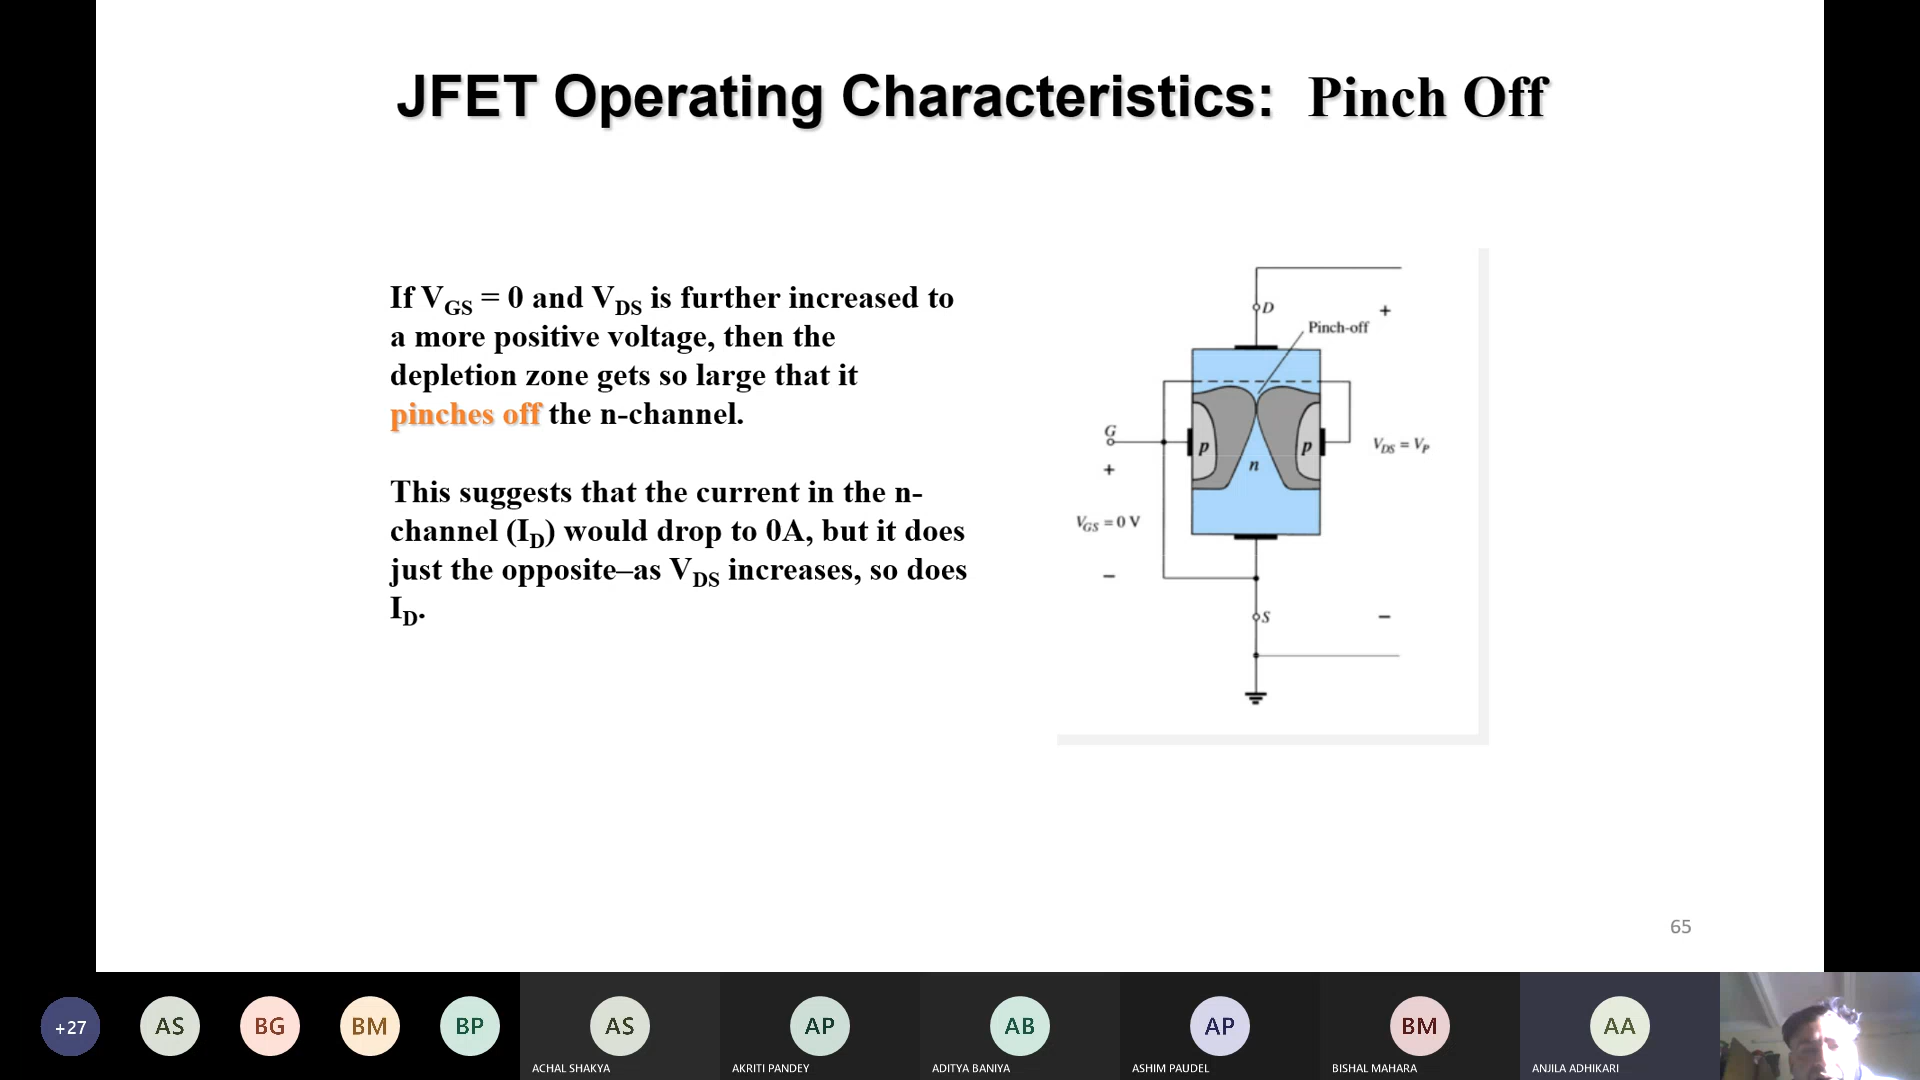 JFET Operating Characteristics: Pinch Off
If VGS = 0 and VDS is further increased to
a more positive voltage, then the
depletion zone gets so large that it
pinches off the n-channel.
This suggests that the current in the n-
channel (ID) would drop to 0A, but it does
just the opposite–as VDS increases, so does
ID.
D
+
Pinch-off
G
+
p
n
p
VDS = VP
VGS = 0 V
–
S
–
65
+27
AS
BG
BM
BP
AS
AP
AB
AP
BM
AA
ACHAL SHAKYA
AKRITI PANDEY
ADITYA BANIYA
ASHIM PAUDEL
BISHAL MAHARA
ANJILA ADHIKARI